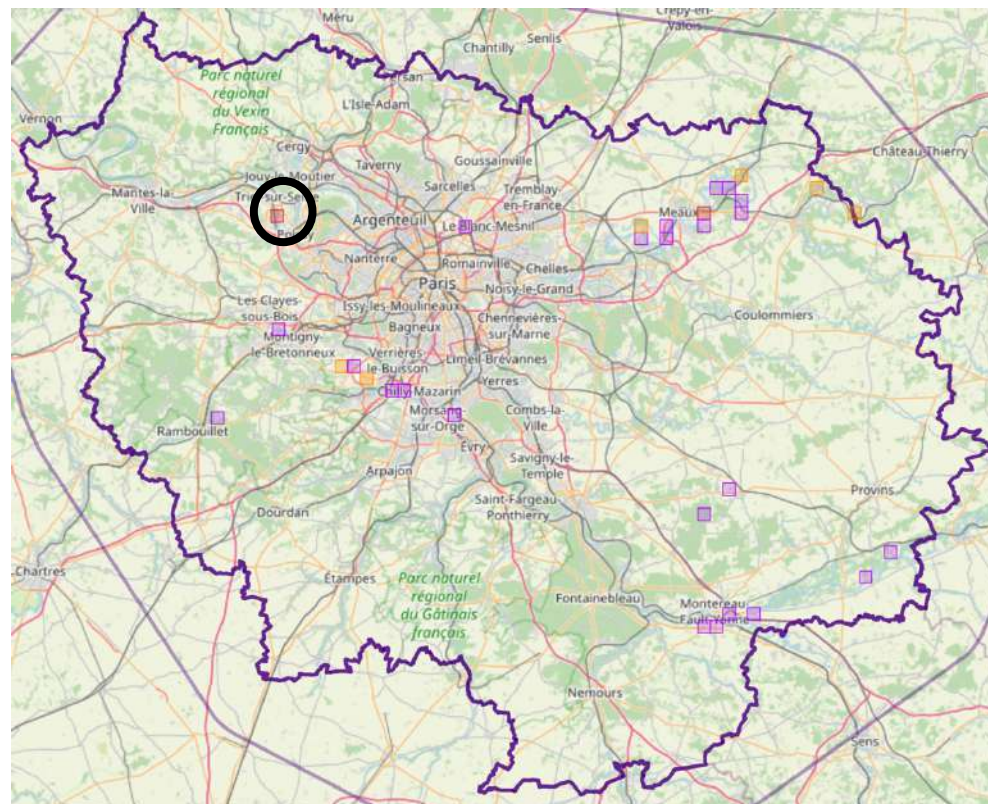 Méru
Crépy-en-
Valois
Chantilly
Senlis
Parc naturel
régional
du Vexin
Français
Persan
L'Isle-Adam
Vernon
Cergy
Taverny
Goussainville
Château-Thierry
Jouy-le-Moutier
Mantes-la-
Ville
Sarcelles
Tremblay-
en-France
Argenteuil
Le Blanc-Mesnil
Meaux
Nanterre
Romainville
Chelles
Paris
Noisy-le-Grand
Les Clayes-
sous-Bois
Issy-les-Moulineaux
Chennevières-
sur-Marne
Coulommiers
Bagneux
Montigny-
le-Bretonneux
Verrières-
le-Buisson
Limeil-Brévannes
Yerres
Chilly-Mazarin
Morsang-
sur-Orge
Combs-la-
Ville
Rambouillet
Évry
Savigny-le-
Temple
Arpajon
Provins
Saint-Fargeau-
Ponthierry
Dourdan
Chartres
Étampes
Parc naturel
régional
du Gâtinais
français
Fontainebleau
Montereau-
Fault-Yonne
Nemours
Sens